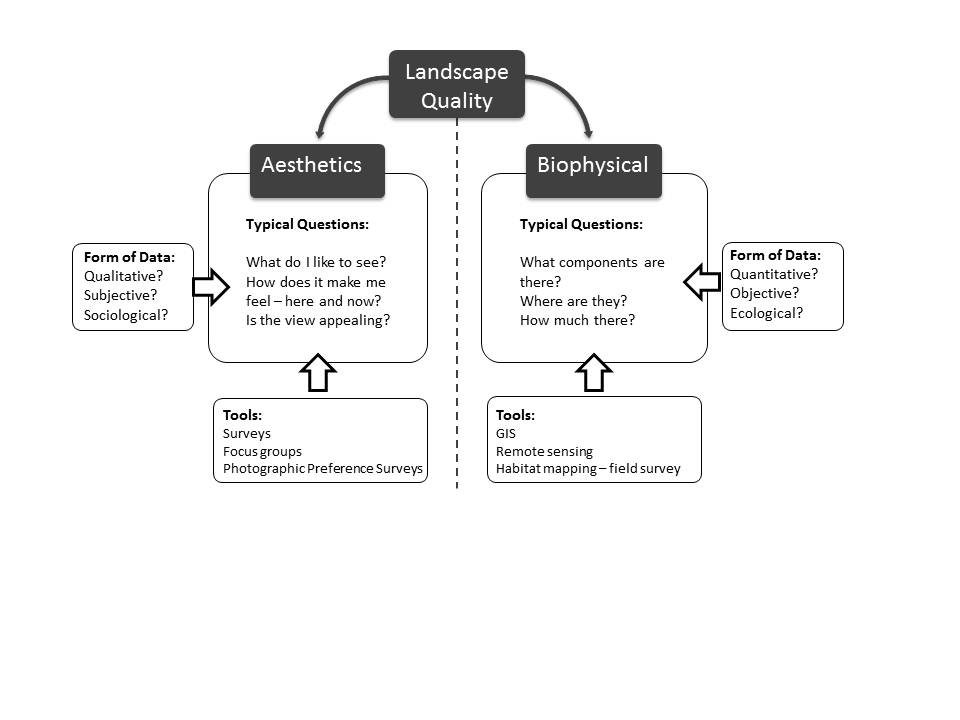 Landscape
Quality
Aesthetics
Typical Questions:
What do I like to see?
How does it make me
feel – here and now?
Is the view appealing?
Form of Data:
Qualitative?
Subjective?
Sociological?
Tools:
Surveys
Focus groups
Photographic Preference Surveys
Biophysical
Typical Questions:
What components are
there?
Where are they?
How much there?
Form of Data:
Quantitative?
Objective?
Ecological?
Tools:
GIS
Remote sensing
Habitat mapping – field survey